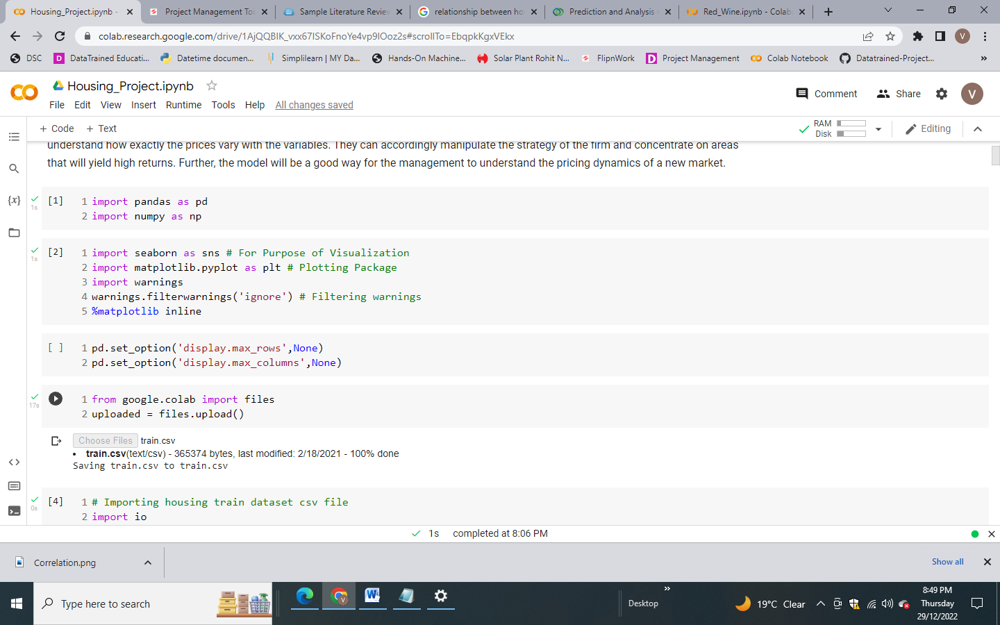 Housing_Project.ipynb -
Project Management Too
Sample Literature Review
relationship between ho
Prediction and Analysis
Red_Wine.ipynb - Colab
colab.research.google.com/drive/1AjQQBIK_vxx67ISKoFnoYe4vp9IOoz2s#scrollTo=EbqpkKgxVEkx
V
DSC
DataTrained Educati...
Datetime documen...
Simplilearn | MY Da...
Hands-On Machine...
Solar Plant Rohit N...
FlipnWork
Project Management
Colab Notebook
Datatrained-Project...
»
Housing_Project.ipynb
Comment
Share
V
File Edit View Insert Runtime Tools Help All changes saved
+ Code + Text
RAM
Disk
Editing
understand how exactly the prices vary with the variables. They can accordingly manipulate the strategy of the firm and concentrate on areas
that will yield high returns. Further, the model will be a good way for the management to understand the pricing dynamics of a new market.
1s
[1]
1 import pandas as pd
2 import numpy as np
1s
[2]
1 import seaborn as sns # For Purpose of Visualization
2 import matplotlib.pyplot as plt # Plotting Package
3 import warnings
4 warnings.filterwarnings('ignore') # Filtering warnings
5 %matplotlib inline
[ ]
1 pd.set_option('display.max_rows',None)
2 pd.set_option('display.max_columns',None)
17s
1 from google.colab import files
2 uploaded = files.upload()
Choose Files train.csv
• train.csv(text/csv) - 365374 bytes, last modified: 2/18/2021 - 100% done
Saving train.csv to train.csv
0s
[4]
1 # Importing housing train dataset csv file
2 import io
1s completed at 8:06 PM
Correlation.png
Show all
Type here to search
Desktop
»
19°C Clear
8:49 PM
Thursday
29/12/2022